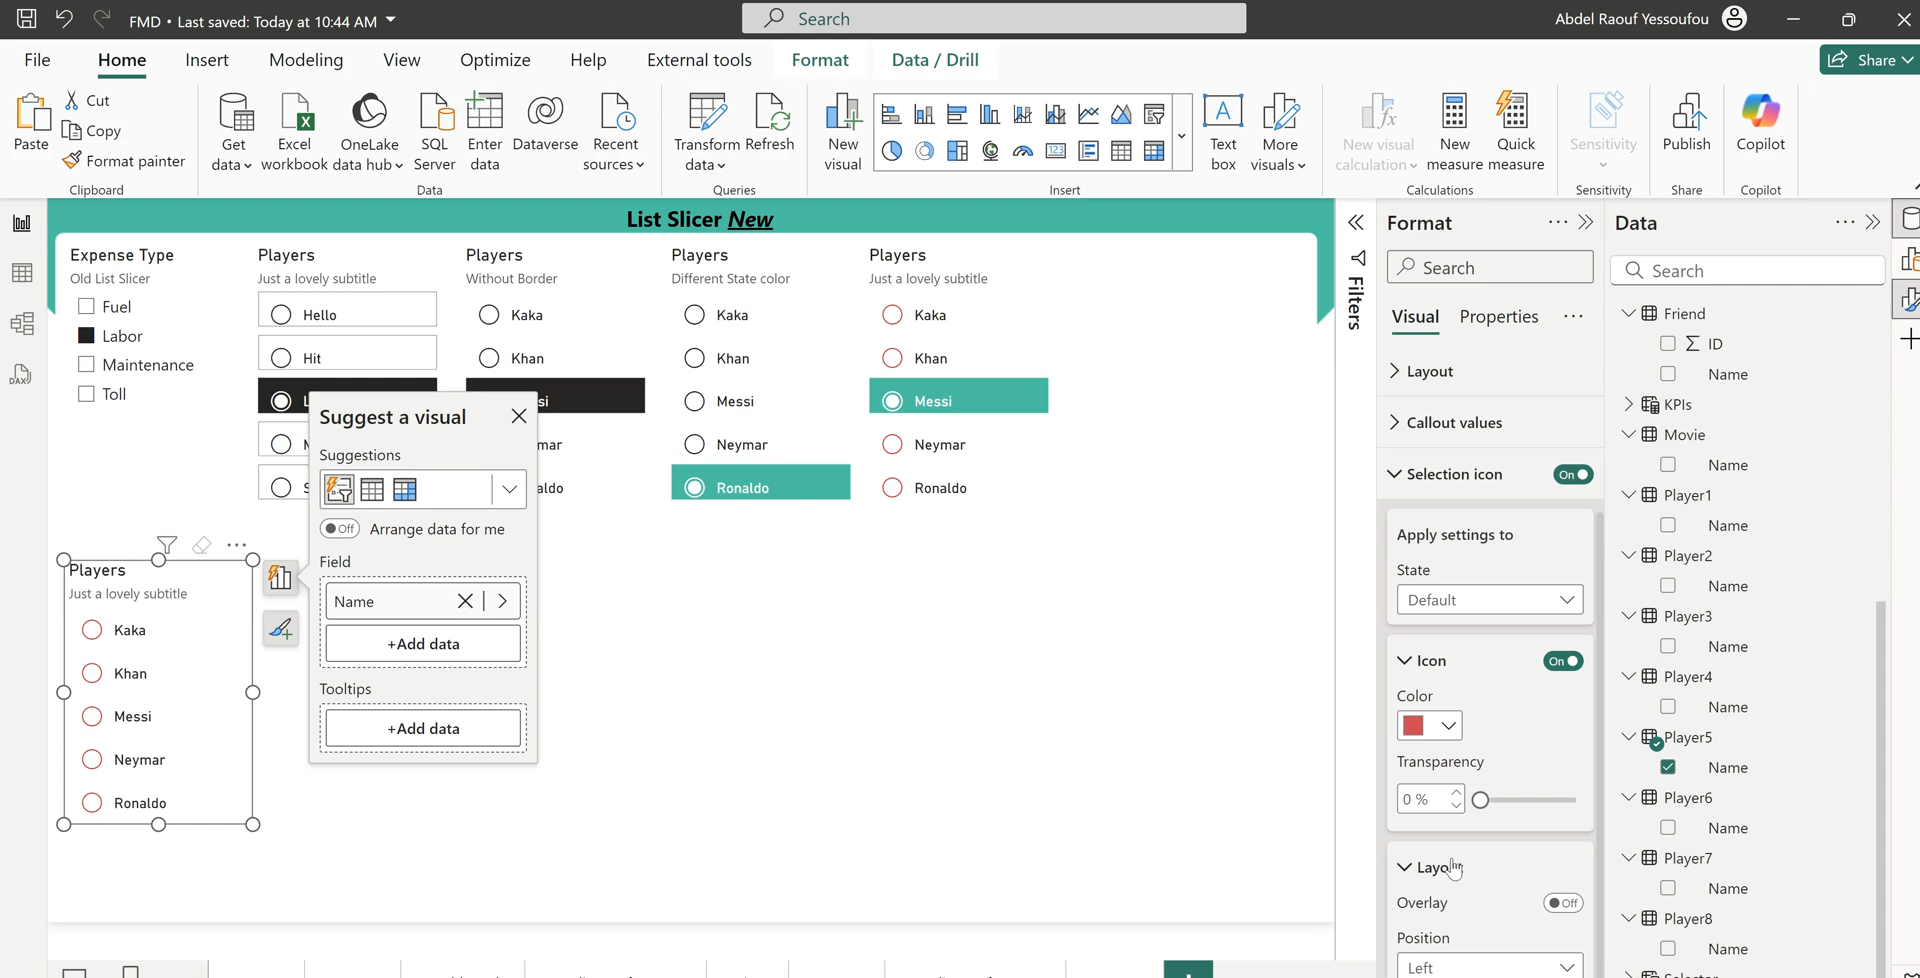 FMD • Last saved: Today at 10:44 AM
Search
Abdel Raouf Yessoufou
File
Home
Insert
Modeling
View
Optimize
Help
External tools
Format
Data / Drill
Share
Paste
Cut
Copy
Format painter
Clipboard
Get data
Excel workbook
OneLake data hub
SQL Server
Enter data
Dataverse
Recent sources
Data
Transform data
Refresh
Queries
New visual
123
Insert
A
Text box
More visuals
New visual calculation
New measure
Quick measure
Calculations
Sensitivity
Sensitivity
Publish
Share
Copilot
Copilot
DAX
List Slicer New
Expense Type
Old List Slicer
Fuel
Labor
Maintenance
Toll
Players
Just a lovely subtitle
Hello
Hit
Players
Without Border
Kaka
Khan
si
mar
aldo
Players
Different State color
Kaka
Khan
Messi
Neymar
Ronaldo
Players
Just a lovely subtitle
Kaka
Khan
Messi
Neymar
Ronaldo
Suggest a visual
Suggestions
Off
Arrange data for me
Field
Name
+Add data
Tooltips
+Add data
Players
Just a lovely subtitle
Kaka
Khan
Messi
Neymar
Ronaldo
Filters
Format
Search
Visual
Properties
Layout
Callout values
Selection icon
On
Apply settings to
State
Default
Icon
On
Color
Transparency
0 %
Layout
Overlay
Off
Position
Left
Data
Search
Friend
ID
Name
KPIs
Movie
Name
Player1
Name
Player2
Name
Player3
Name
Player4
Name
Player5
Name
Player6
Name
Player7
Name
Player8
Name